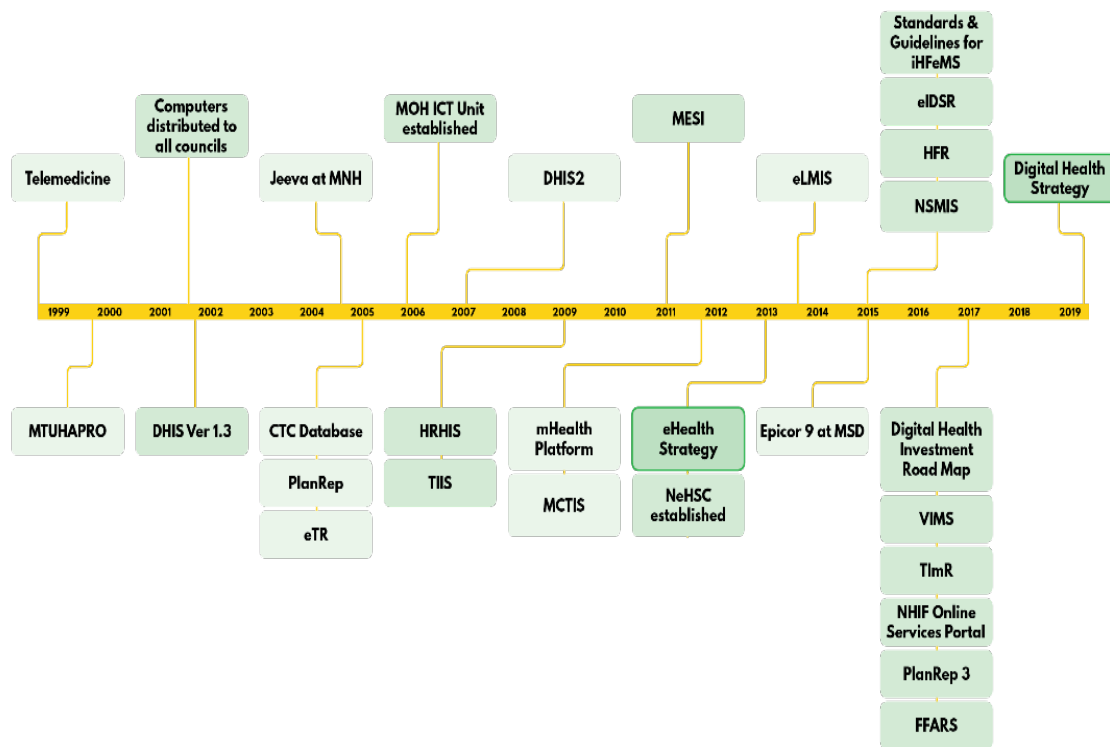 Standards &
Guidelines for
iHFeMS
Computers
distributed to
all councils
MOH ICT Unit
established
MESI
eIDSR
HFR
NSMIS
Telemedicine
Jeeva at MNH
DHIS2
eLMIS
Digital Health
Strategy
1999 2000 2001 2002 2003 2004 2005 2006 2007 2008 2009 2010 2011 2012 2013 2014 2015 2016 2017 2018 2019
MTUHAPRO
DHIS Ver 1.3
CTC Database
PlanRep
eTR
HRHIS
TIIS
mHealth
Platform
MCTIS
eHealth
Strategy
NeHSC
established
Epicor 9 at MSD
Digital Health
Investment
Road Map
VIMS
TImR
NHIF Online
Services Portal
PlanRep 3
FFARS